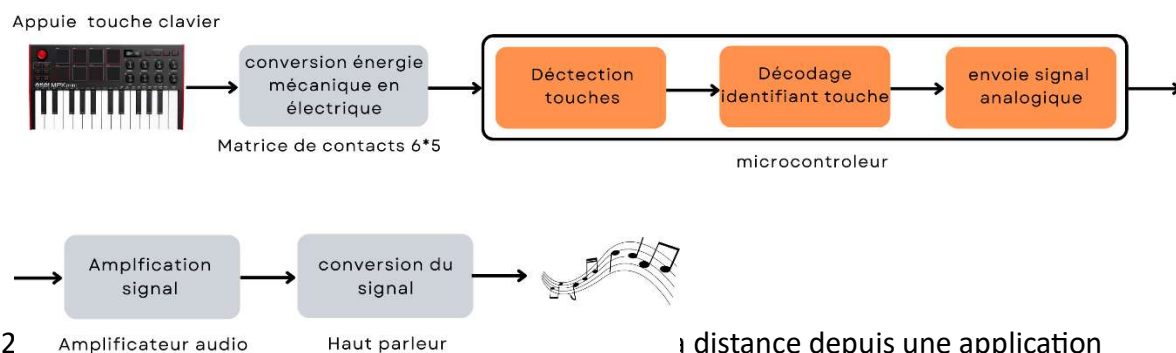 Appuie touche clavier
conversion énergie
mécanique en
électrique
Matrice de contacts 6*5
Déctection
touches
Décodage
identifiant touche
envoie signal
analogique
microcontroleur
Amplfication
signal
Amplificateur audio
conversion du
signal
Haut parleur
2
distance depuis une application